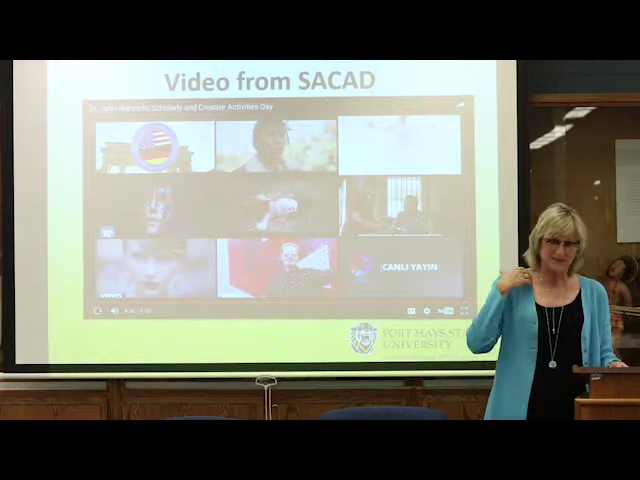 Video from SACAD
Scholarly and Creative Activities Day
CANLI YAYIN
FORT HAYS STATE
UNIVERSITY